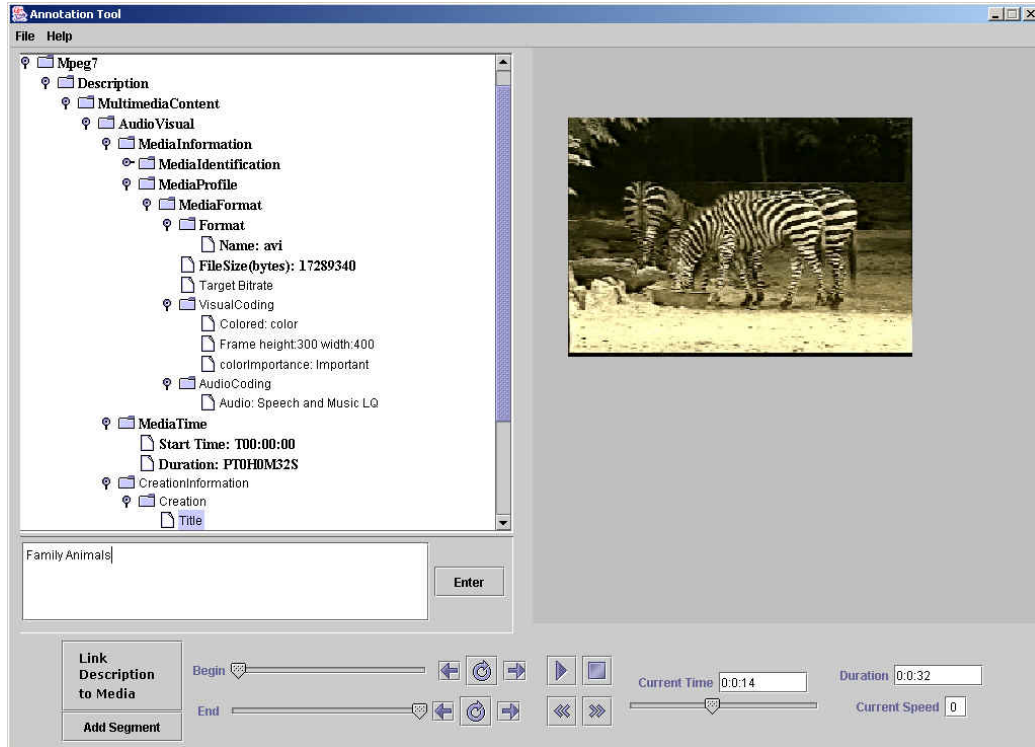 Annotation Tool
File Help
Mpeg7
Description
MultimediaContent
AudioVisual
MediaInformation
MediaIdentification
MediaProfile
MediaFormat
Format
Name: avi
FileSize(bytes): 17289340
Target Bitrate
VisualCoding
Colored: color
Frame height:300 width:400
colorImportance: Important
AudioCoding
Audio: Speech and Music LQ
MediaTime
Start Time: T00:00:00
Duration: PT0H0M32S
CreationInformation
Creation
Title
Family Animals
Enter
Link
Description
to Media
Add Segment
Begin
End
Current Time 0:0:14
Duration 0:0:32
Current Speed 0